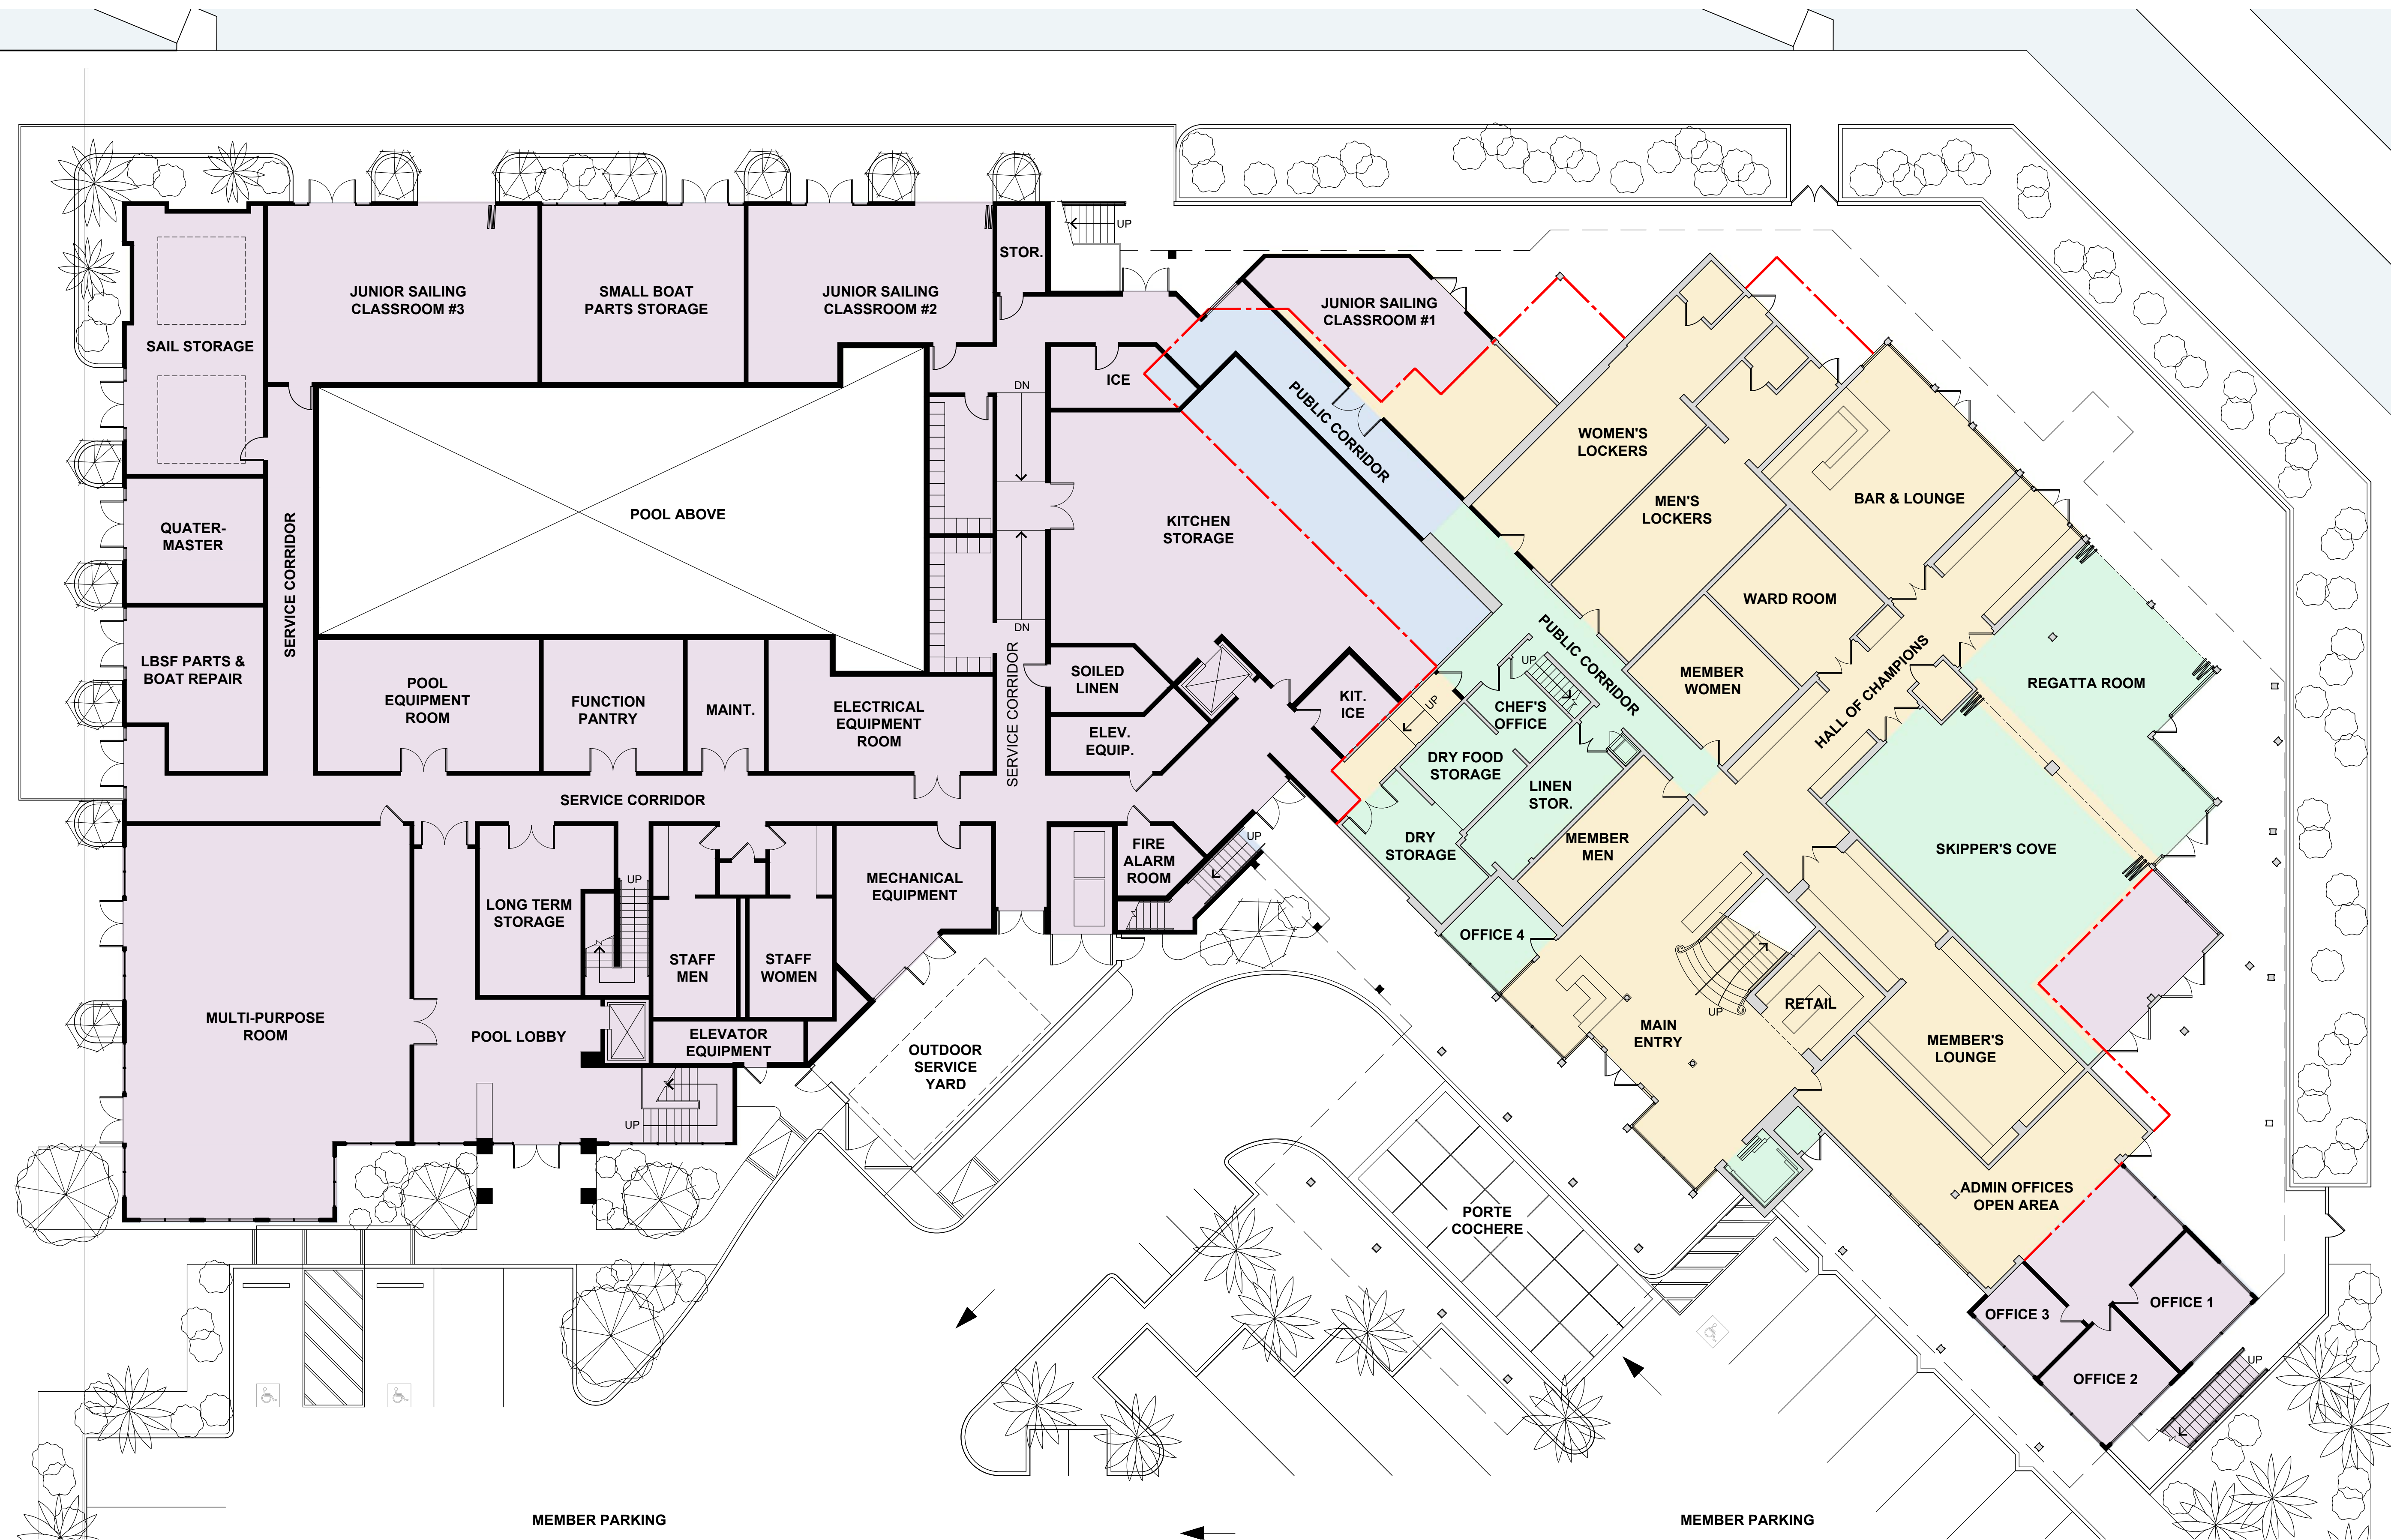 UP
STOR.
JUNIOR SAILING
CLASSROOM #3
SMALL BOAT
PARTS STORAGE
JUNIOR SAILING
CLASSROOM #2
JUNIOR SAILING
CLASSROOM #1
SAIL STORAGE
ICE
DN
PUBLIC CORRIDOR
WOMEN'S
LOCKERS
MEN'S
LOCKERS
BAR & LOUNGE
QUATER-
MASTER
SERVICE CORRIDOR
POOL ABOVE
KITCHEN
STORAGE
WARD ROOM
DN
SERVICE CORRIDOR
PUBLIC CORRIDOR
HALL OF CHAMPIONS
LBSF PARTS &
BOAT REPAIR
SOILED
LINEN
UP
MEMBER
WOMEN
REGATTA ROOM
POOL
EQUIPMENT
ROOM
FUNCTION
PANTRY
MAINT.
ELECTRICAL
EQUIPMENT
ROOM
KIT.
ICE
UP
CHEF'S
OFFICE
ELEV.
EQUIP.
DRY FOOD
STORAGE
LINEN
STOR.
SERVICE CORRIDOR
UP
FIRE
ALARM
ROOM
DRY
STORAGE
MEMBER
MEN
SKIPPER'S COVE
UP
MECHANICAL
EQUIPMENT
LONG TERM
STORAGE
OFFICE 4
STAFF
MEN
STAFF
WOMEN
RETAIL
UP
MULTI-PURPOSE
ROOM
POOL LOBBY
ELEVATOR
EQUIPMENT
OUTDOOR
SERVICE
YARD
MAIN
ENTRY
MEMBER'S
LOUNGE
UP
ADMIN OFFICES
OPEN AREA
PORTE
COCHERE
OFFICE 3
OFFICE 1
OFFICE 2
UP
MEMBER PARKING
MEMBER PARKING